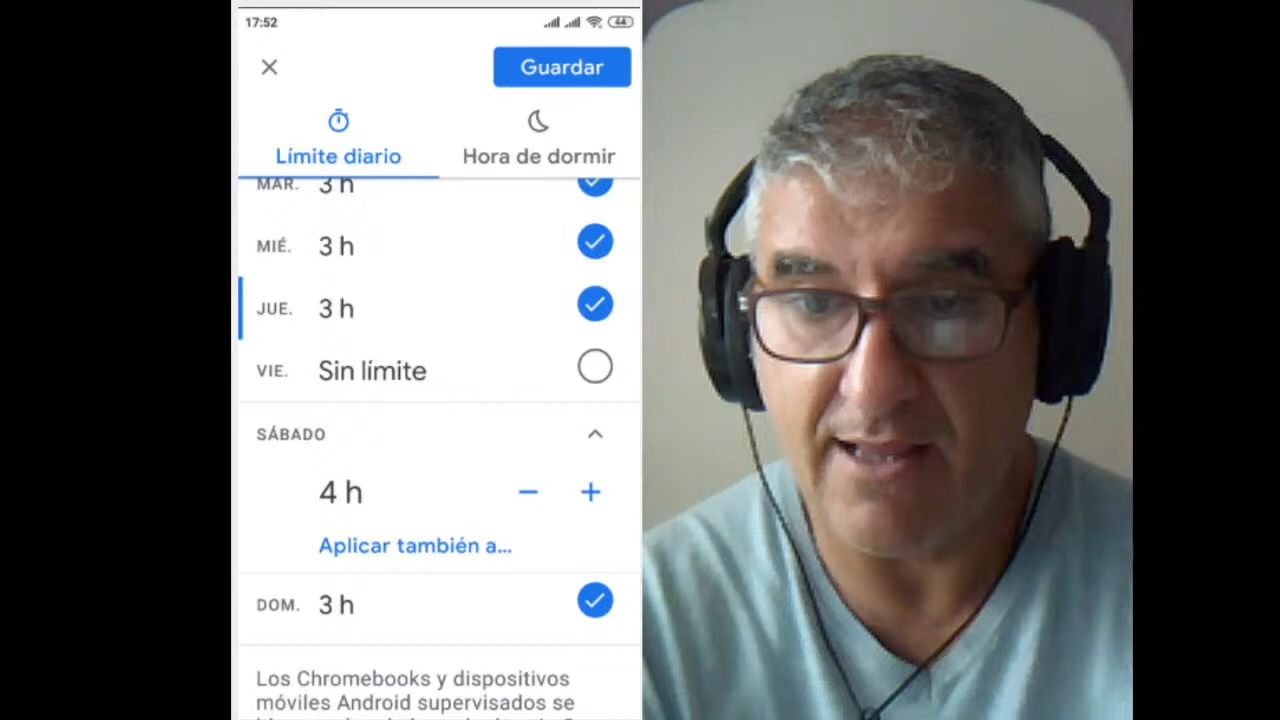 17:52
44
Guardar
Límite diario
Hora de dormir
MAR. 3 h
MIÉ. 3 h
JUE. 3 h
VIE. Sin límite
SÁBADO
4 h
Aplicar también a...
DOM. 3 h
Los Chromebooks y dispositivos
móviles Android supervisados se